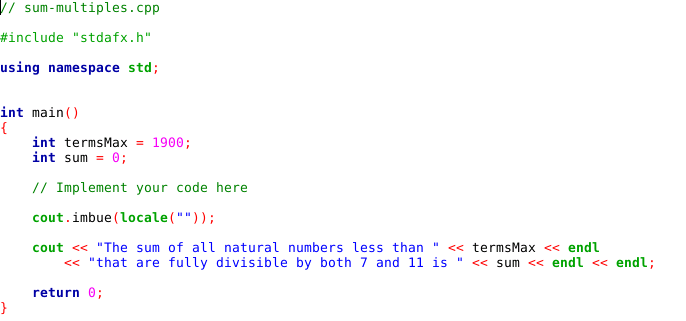 // sum-multiples.cpp
#include "stdafx.h"
using namespace std;
int main()
{
int termsMax = 1900;
int sum = 0;
// Implement your code here
cout.imbue(locale(""));
cout << "The sum of all natural numbers less than " << termsMax << endl
<< "that are fully divisible by both 7 and 11 is " << sum << endl << endl;
return 0;
}